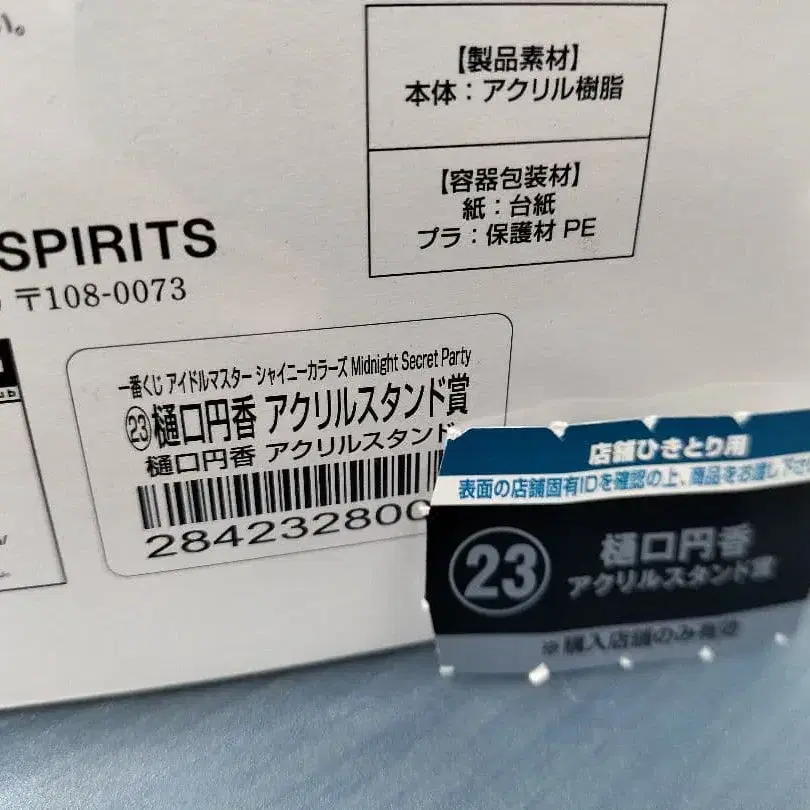 【製品素材】
本体：アクリル樹脂
【容器包装材】
紙：台紙
プラ：保護材 PE
SPIRITS
〒108-0073
一番くじ アイドルマスター シャイニーカラーズ Midnight Secret Party
㉓樋口円香 アクリルスタンド賞
樋口円香 アクリルスタンド
284232800
店舗ひきとり用
表面の店舗固有IDを確認の上、商品をお渡し下さ
㉓ 樋口円香
アクリルスタンド賞
※購入店舗のみ有効